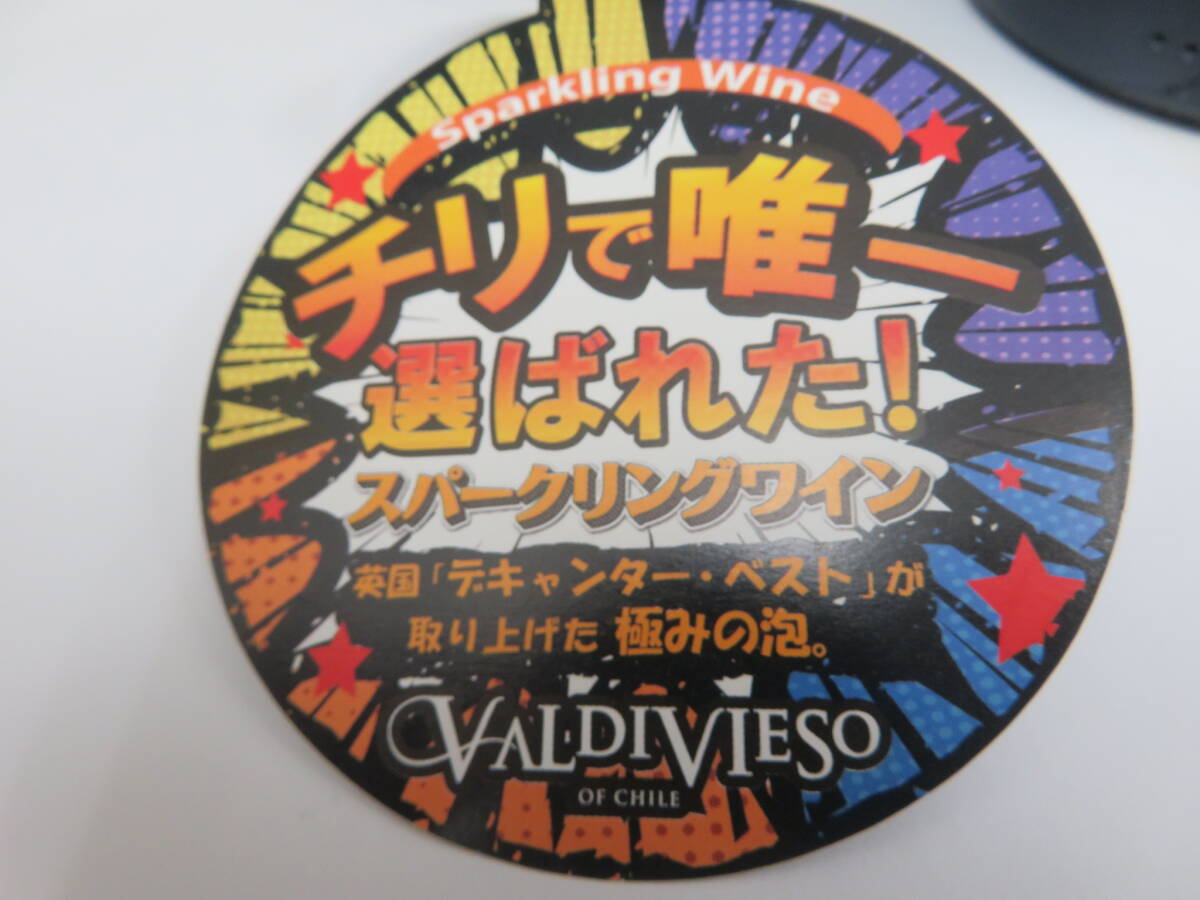 Sparkling Wine
チリで唯一
選ばれた!
スパークリングワイン
英国「デキャンター・ベスト」が
取り上げた 極みの泡。
VALDIVIESO
OF CHILE